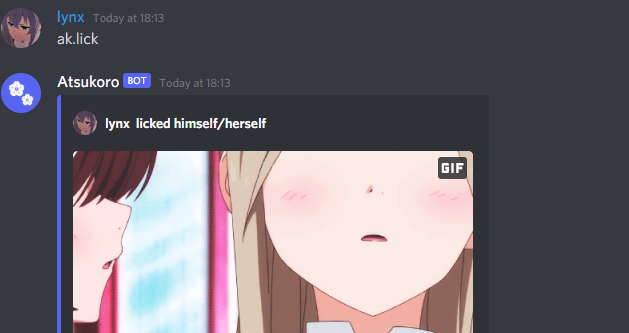 lynx Today at 18:13
ak.lick
Atsukoro BOT Today at 18:13
lynx licked himself/herself
GIF